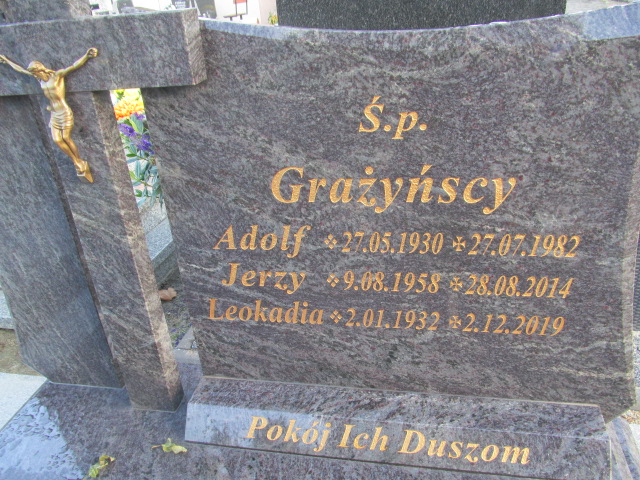 Ś.p.
Grażyńscy
Adolf 27.05.1930 27.07.1982
Jerzy 9.08.1958 28.08.2014
Leokadia 2.01.1932 2.12.2019
Pokój Ich Duszom